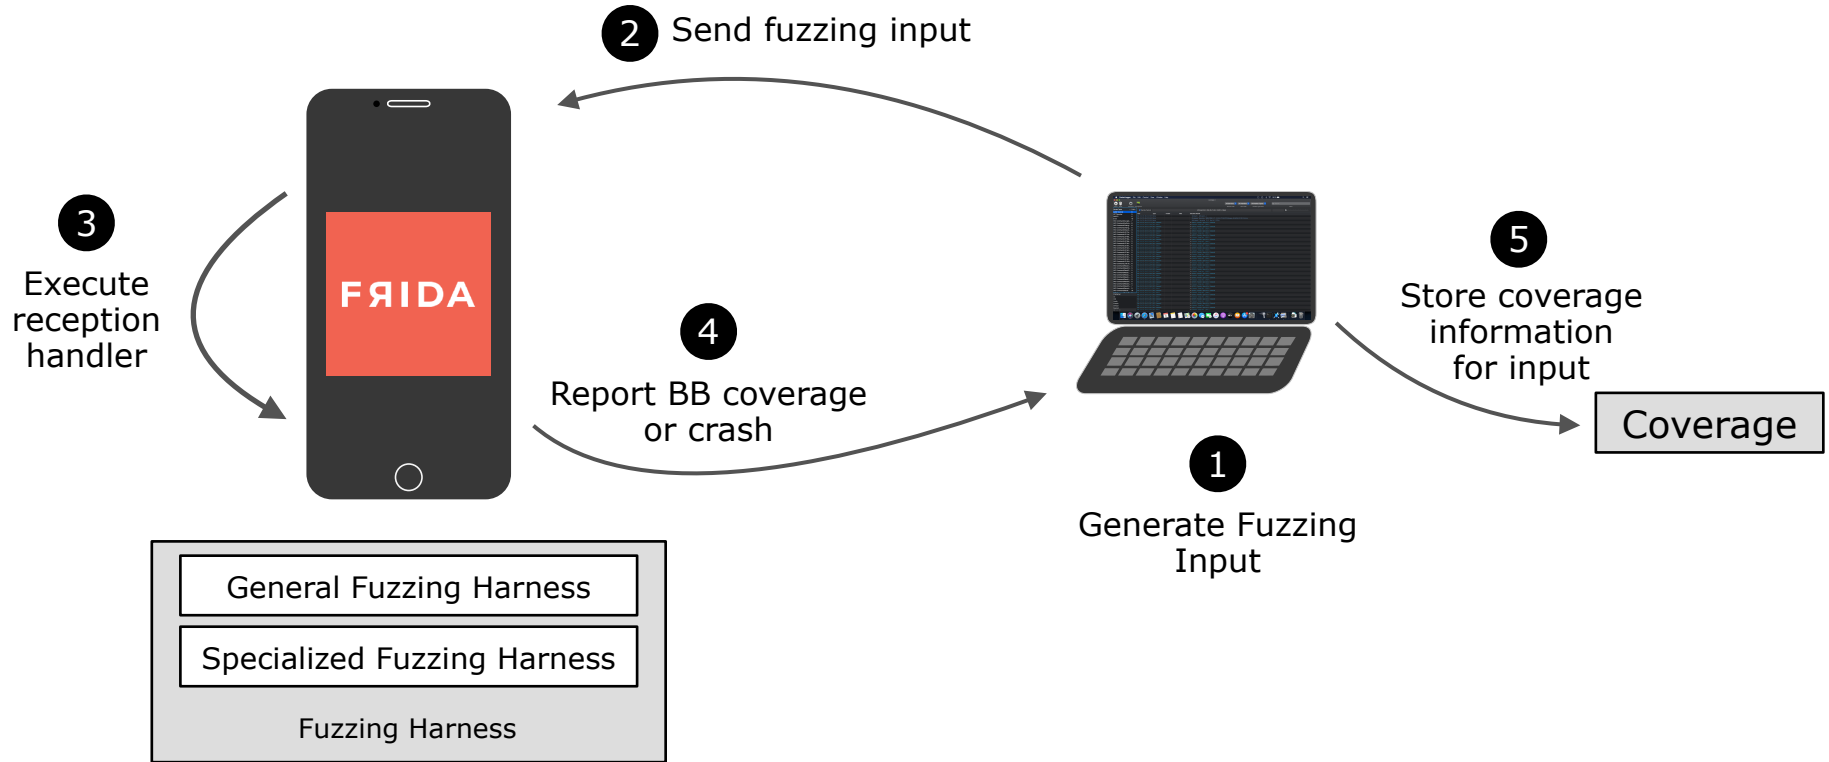 2 Send fuzzing input
3
Execute
reception
handler
FЯIDA
4
Report BB coverage
or crash
5
Store coverage
information
for input
Coverage
1
Generate Fuzzing
Input
General Fuzzing Harness
Specialized Fuzzing Harness
Fuzzing Harness